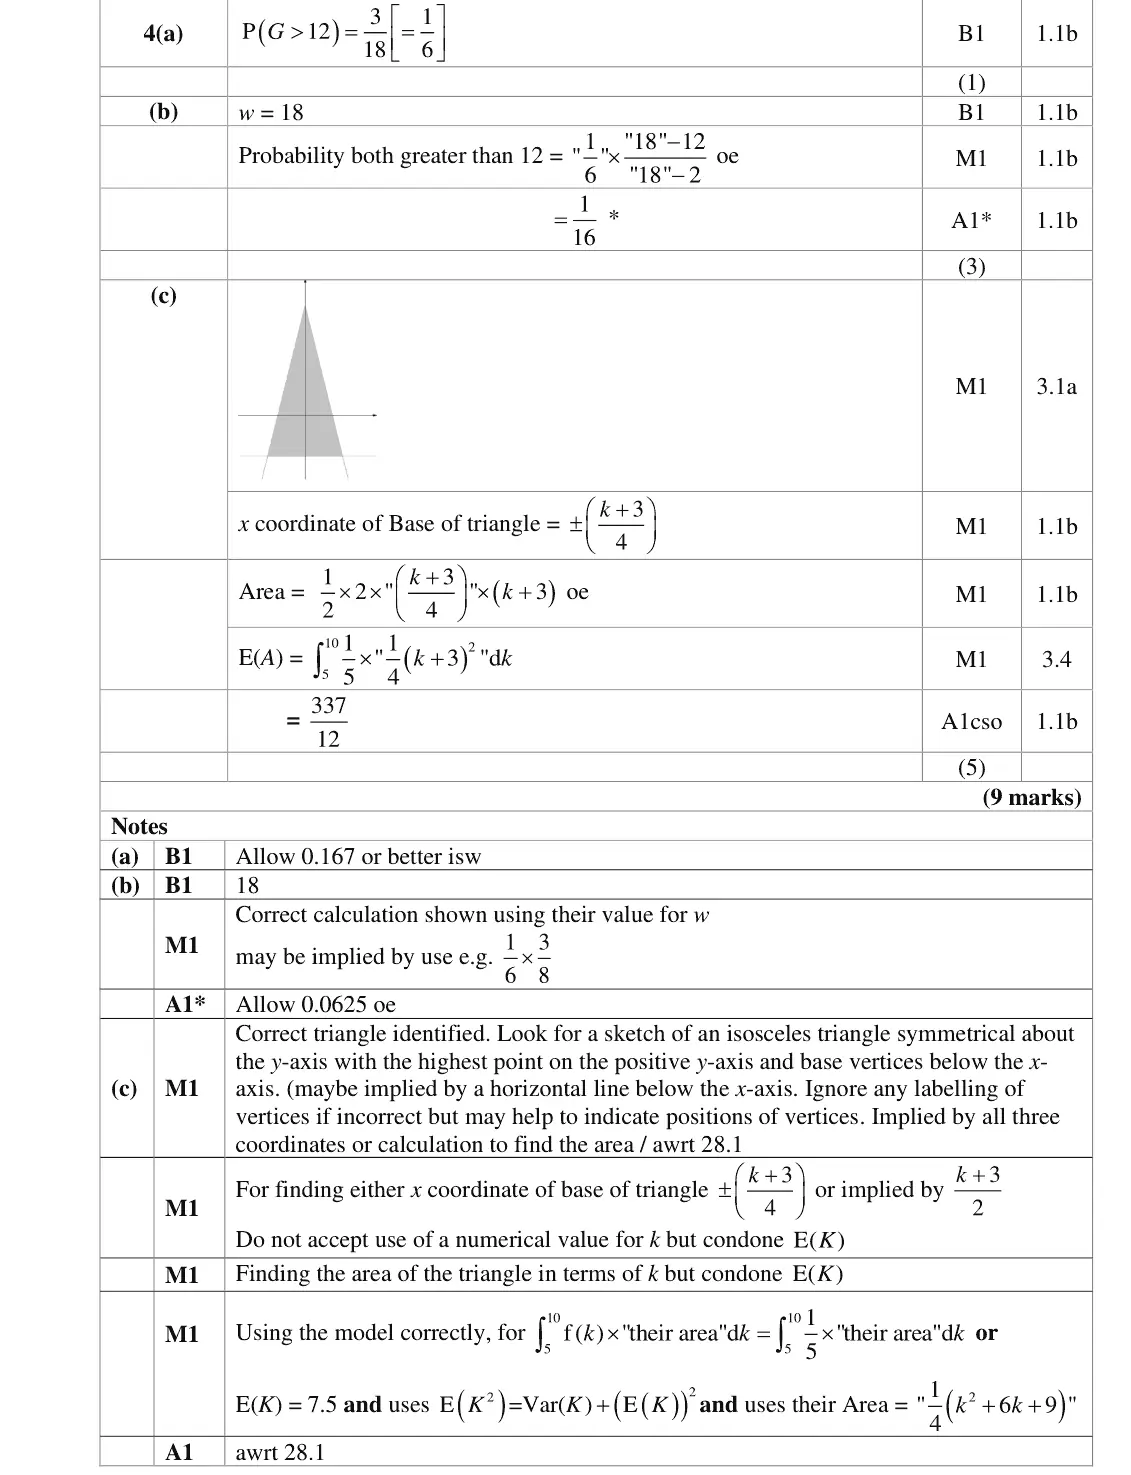 4(a) P(G > 12) = 3/18 [= 1/6] B1 1.1b
(1)
(b) w = 18 B1 1.1b
Probability both greater than 12 = "1/6" × ("18"−12)/("18"−2) oe M1 1.1b
= 1/16 * A1* 1.1b
(3)
(c) M1 3.1a
x coordinate of Base of triangle = ±((k+3)/4) M1 1.1b
Area = 1/2 × 2 × "((k+3)/4)" × (k+3) oe M1 1.1b
E(A) = ∫₅¹⁰ 1/5 × "1/4 (k+3)²" dk M1 3.4
= 337/12 A1cso 1.1b
(5)
(9 marks)
Notes
(a) B1 Allow 0.167 or better isw
(b) B1 18
Correct calculation shown using their value for w
M1 may be implied by use e.g. 1/6 × 3/8
A1* Allow 0.0625 oe
Correct triangle identified. Look for a sketch of an isosceles triangle symmetrical about
the y-axis with the highest point on the positive y-axis and base vertices below the x-
(c) M1 axis. (maybe implied by a horizontal line below the x-axis. Ignore any labelling of
vertices if incorrect but may help to indicate positions of vertices. Implied by all three
coordinates or calculation to find the area / awrt 28.1
M1 For finding either x coordinate of base of triangle ±((k+3)/4) or implied by (k+3)/2
Do not accept use of a numerical value for k but condone E(K)
M1 Finding the area of the triangle in terms of k but condone E(K)
M1 Using the model correctly, for ∫₅¹⁰ f(k) × "their area"dk = ∫₅¹⁰ 1/5 × "their area"dk or
E(K) = 7.5 and uses E(K²)=Var(K)+(E(K))² and uses their Area = "1/4 (k²+6k+9)"
A1 awrt 28.1